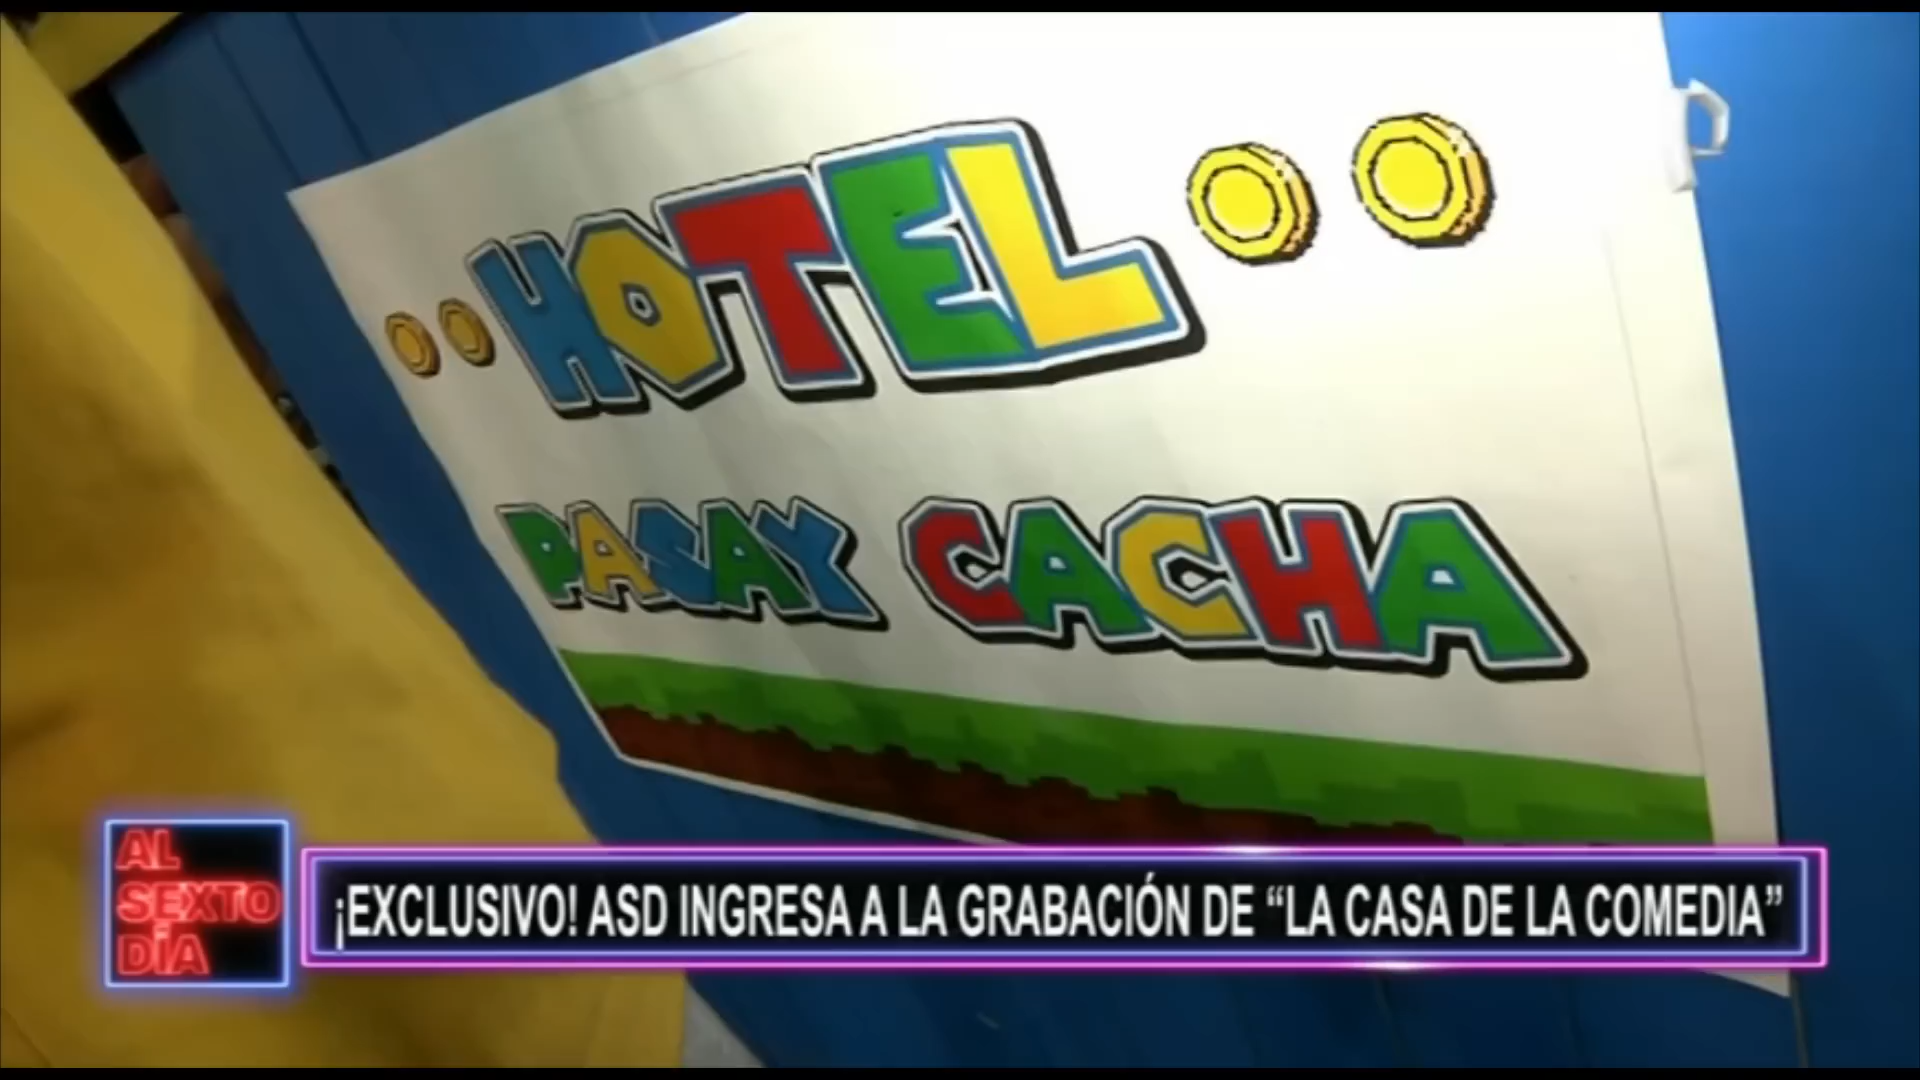 HOTEL
PASAY CACHA
AL
SEXTO
DÍA
¡EXCLUSIVO! ASD INGRESA A LA GRABACIÓN DE “LA CASA DE LA COMEDIA”